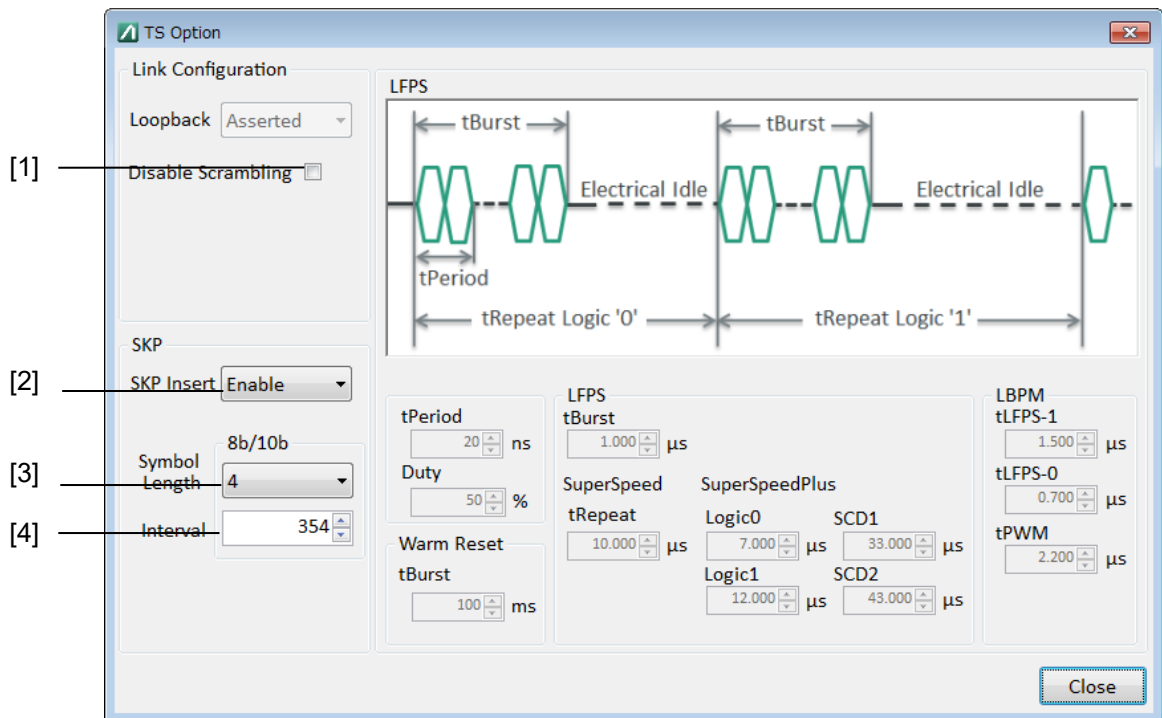 TS Option
Link Configuration
Loopback Asserted
[1] Disable Scrambling
SKP
[2] SKP Insert Enable
8b/10b
[3] Symbol Length 4
[4] Interval 354
LFPS
tBurst tBurst
Electrical Idle Electrical Idle
tPeriod
tRepeat Logic '0' tRepeat Logic '1'
tPeriod
20 ns
Duty
50 %
Warm Reset
tBurst
100 ms
LFPS
tBurst
1.000 µs
SuperSpeed SuperSpeedPlus
tRepeat Logic0 SCD1
10.000 µs 7.000 µs 33.000 µs
Logic1 SCD2
12.000 µs 43.000 µs
LBPM
tLFPS-1
1.500 µs
tLFPS-0
0.700 µs
tPWM
2.200 µs
Close